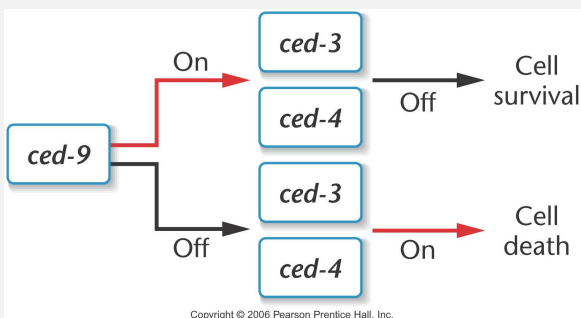 ced-9
On
ced-3
ced-4
Off
Cell
survival
Off
ced-3
ced-4
On
Cell
death
Copyright © 2006 Pearson Prentice Hall, Inc.